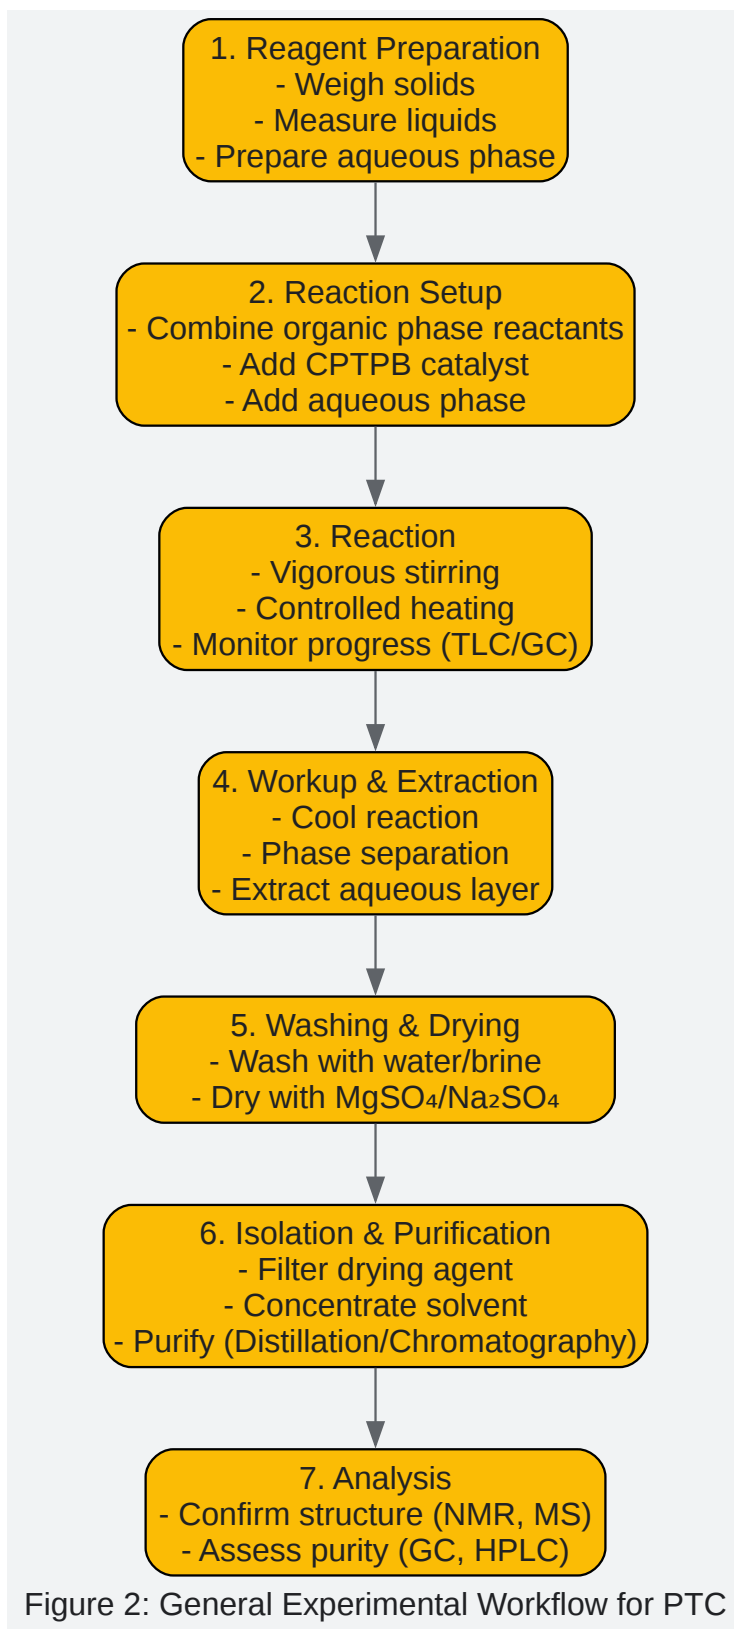 1. Reagent Preparation
- Weigh solids
- Measure liquids
- Prepare aqueous phase
2. Reaction Setup
- Combine organic phase reactants
- Add CPTPB catalyst
- Add aqueous phase
3. Reaction
- Vigorous stirring
- Controlled heating
- Monitor progress (TLC/GC)
4. Workup & Extraction
- Cool reaction
- Phase separation
- Extract aqueous layer
5. Washing & Drying
- Wash with water/brine
- Dry with MgSO₄/Na₂SO₄
6. Isolation & Purification
- Filter drying agent
- Concentrate solvent
- Purify (Distillation/Chromatography)
7. Analysis
- Confirm structure (NMR, MS)
- Assess purity (GC, HPLC)
Figure 2: General Experimental Workflow for PTC